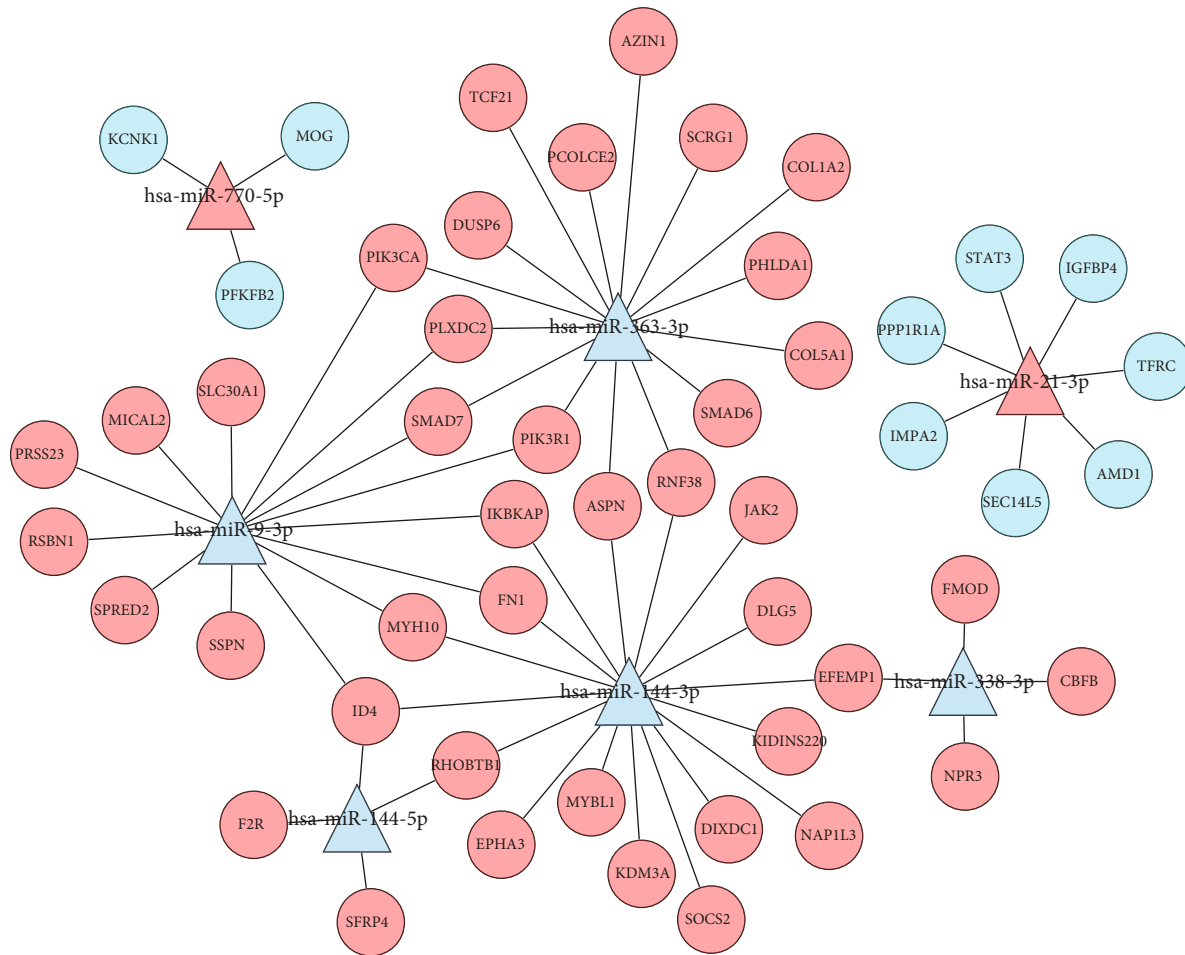 AZIN1
TCF21
SCRG1
KCNK1
MOG
PCOLCE2
COL1A2
hsa-miR-770-5p
DUSP6
PIK3CA
PHLDA1
STAT3
IGFBP4
PFKFB2
PLXDC2
hsa-miR-363-3p
PPP1R1A
COL5A1
TFRC
hsa-miR-21-3p
SLC30A1
MICAL2
SMAD7
SMAD6
PIK3R1
IMPA2
PRSS23
RNF38
AMD1
SEC14L5
IKBKAP
ASPN
JAK2
hsa-miR-9-3p
RSBN1
FMOD
FN1
SPRED2
DLG5
MYH10
SSPN
EFEMP1
hsa-miR-338-3p
CBFB
hsa-miR-144-3p
ID4
KIDINS220
RHOBTB1
NPR3
MYBL1
hsa-miR-144-5p
F2R
DIXDC1
NAP1L3
EPHA3
KDM3A
SFRP4
SOCS2